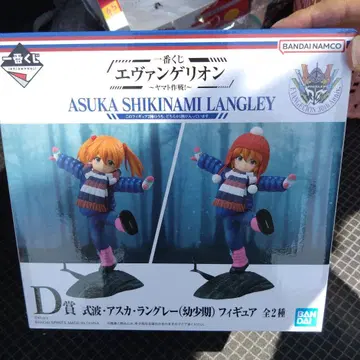 一番くじ
一番くじ
BANDAI NAMCO
エヴァンゲリオン
～ヤマト作戦!～
ASUKA SHIKINAMI LANGLEY
EVANGELION
D賞 式波・アスカ・ラングレー(幼少期) フィギュア 全2種
BANDAI